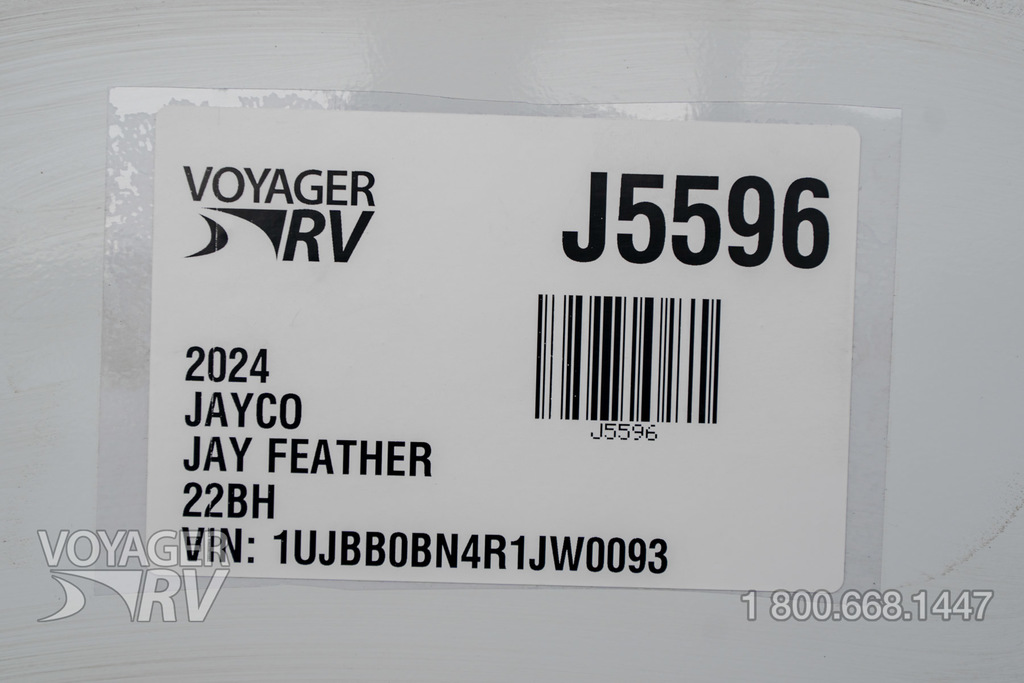 VOYAGER
RV
J5596
J5596
2024
JAYCO
JAY FEATHER
22BH
VIN: 1UJBB0BN4R1JW0093
VOYAGER
RV
1 800.668.1447